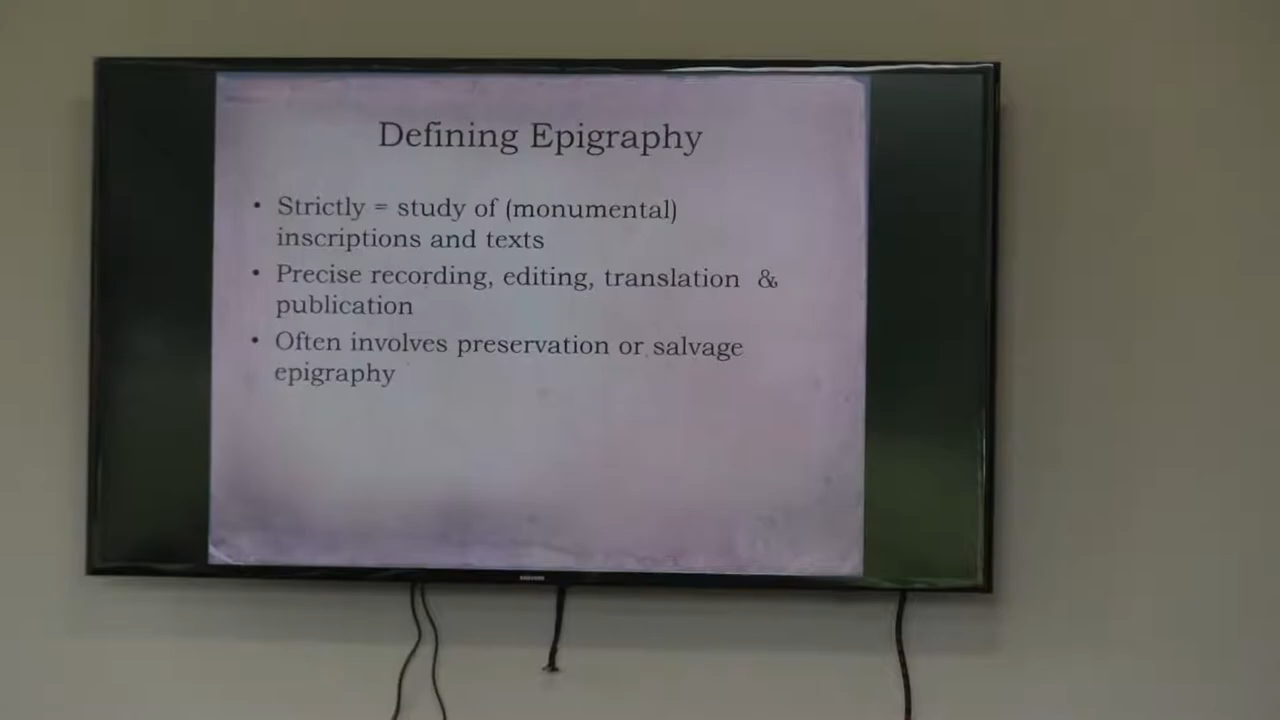 Defining Epigraphy
• Strictly = study of (monumental)
inscriptions and texts
• Precise recording, editing, translation &
publication
• Often involves preservation or salvage
epigraphy
SAMSUNG